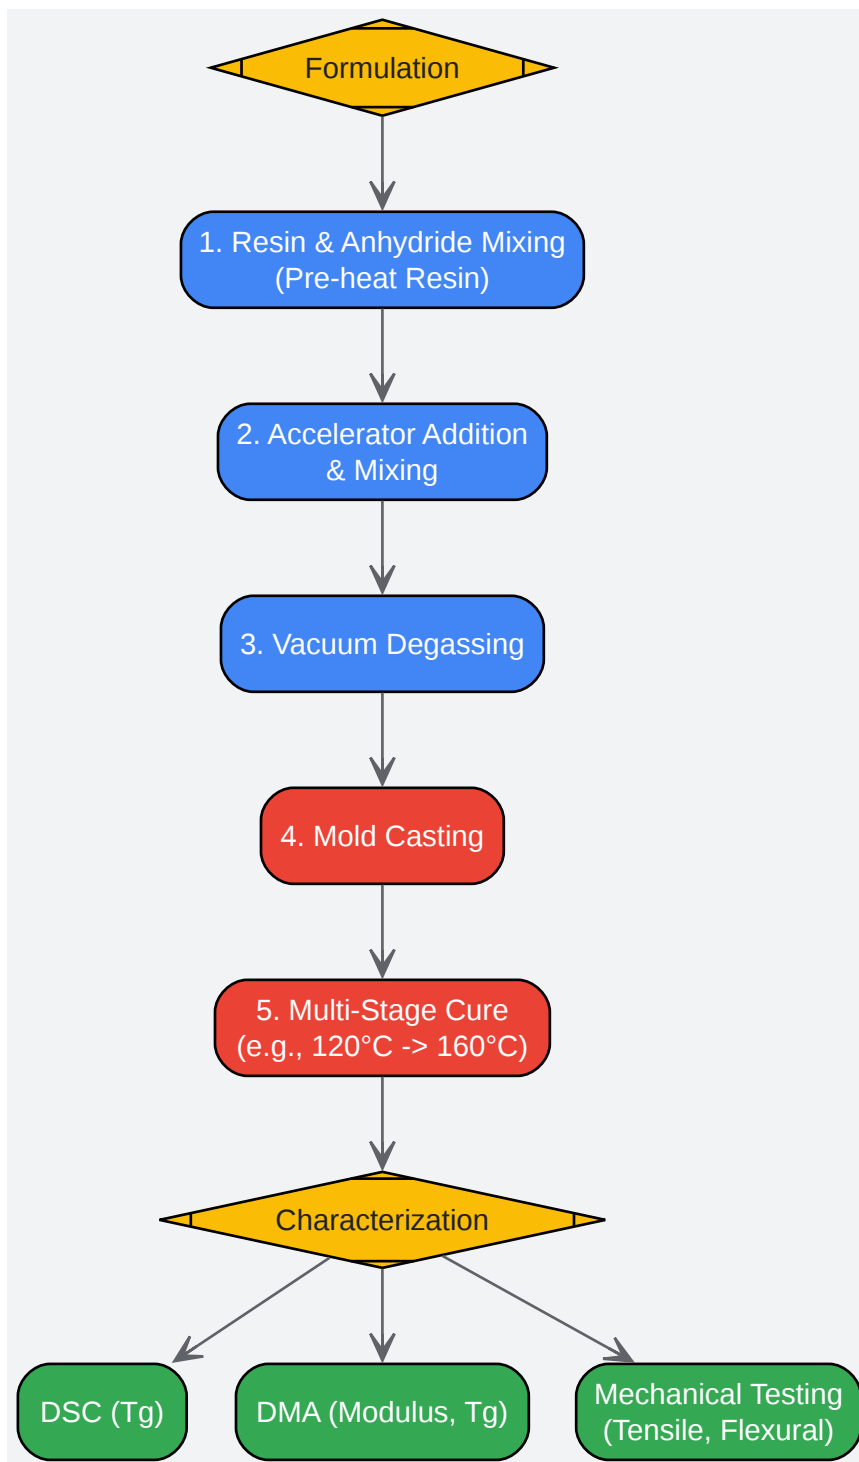 Formulation
1. Resin & Anhydride Mixing
(Pre-heat Resin)
2. Accelerator Addition
& Mixing
3. Vacuum Degassing
4. Mold Casting
5. Multi-Stage Cure
(e.g., 120°C -> 160°C)
Characterization
DSC (Tg)
DMA (Modulus, Tg)
Mechanical Testing
(Tensile, Flexural)